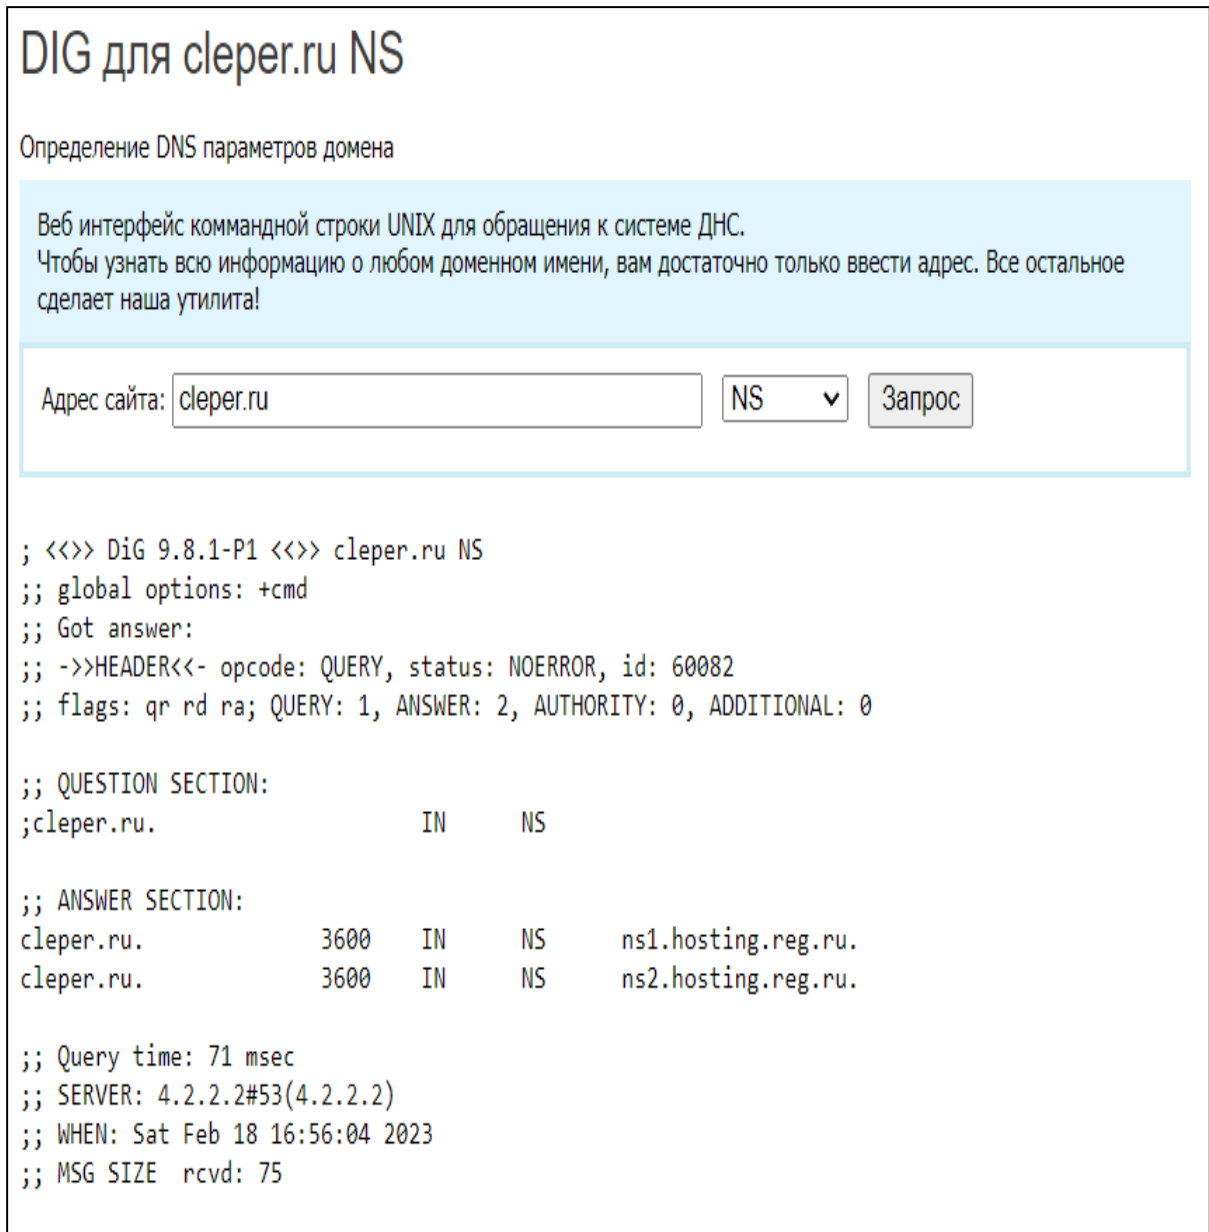 DIG для cleper.ru NS
Определение DNS параметров домена
Веб интерфейс коммандной строки UNIX для обращения к системе ДНС.
Чтобы узнать всю информацию о любом доменном имени, вам достаточно только ввести адрес. Все остальное
сделает наша утилита!
Адрес сайта: cleper.ru NS Запрос
; <<>> DiG 9.8.1-P1 <<>> cleper.ru NS
;; global options: +cmd
;; Got answer:
;; ->>HEADER<<- opcode: QUERY, status: NOERROR, id: 60082
;; flags: qr rd ra; QUERY: 1, ANSWER: 2, AUTHORITY: 0, ADDITIONAL: 0
;; QUESTION SECTION:
;cleper.ru. IN NS
;; ANSWER SECTION:
cleper.ru. 3600 IN NS ns1.hosting.reg.ru.
cleper.ru. 3600 IN NS ns2.hosting.reg.ru.
;; Query time: 71 msec
;; SERVER: 4.2.2.2#53(4.2.2.2)
;; WHEN: Sat Feb 18 16:56:04 2023
;; MSG SIZE  rcvd: 75